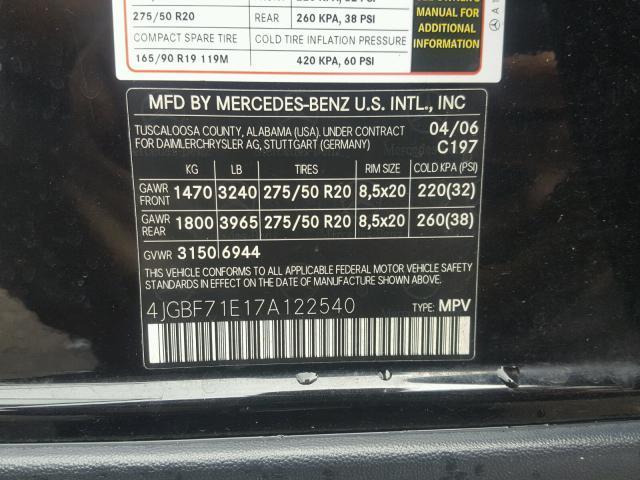 275/50 R20 REAR 260 KPA, 38 PSI
COMPACT SPARE TIRE COLD TIRE INFLATION PRESSURE
165/90 R19 119M 420 KPA, 60 PSI
MANUAL FOR
ADDITIONAL
INFORMATION
MFD BY MERCEDES-BENZ U.S. INTL., INC
TUSCALOOSA COUNTY, ALABAMA (USA). UNDER CONTRACT 04/06
FOR DAIMLERCHRYSLER AG, STUTTGART (GERMANY) C197
KG LB TIRES RIM SIZE COLD KPA (PSI)
GAWR FRONT 1470 3240 275/50 R20 8,5x20 220(32)
GAWR REAR 1800 3965 275/50 R20 8,5x20 260(38)
GVWR 3150 6944
THIS VEHICLE CONFORMS TO ALL APPLICABLE FEDERAL MOTOR VEHICLE SAFETY
STANDARDS IN EFFECT ON THE DATE OF MANUFACTURE SHOWN ABOVE.
4JGBF71E17A122540 TYPE: MPV